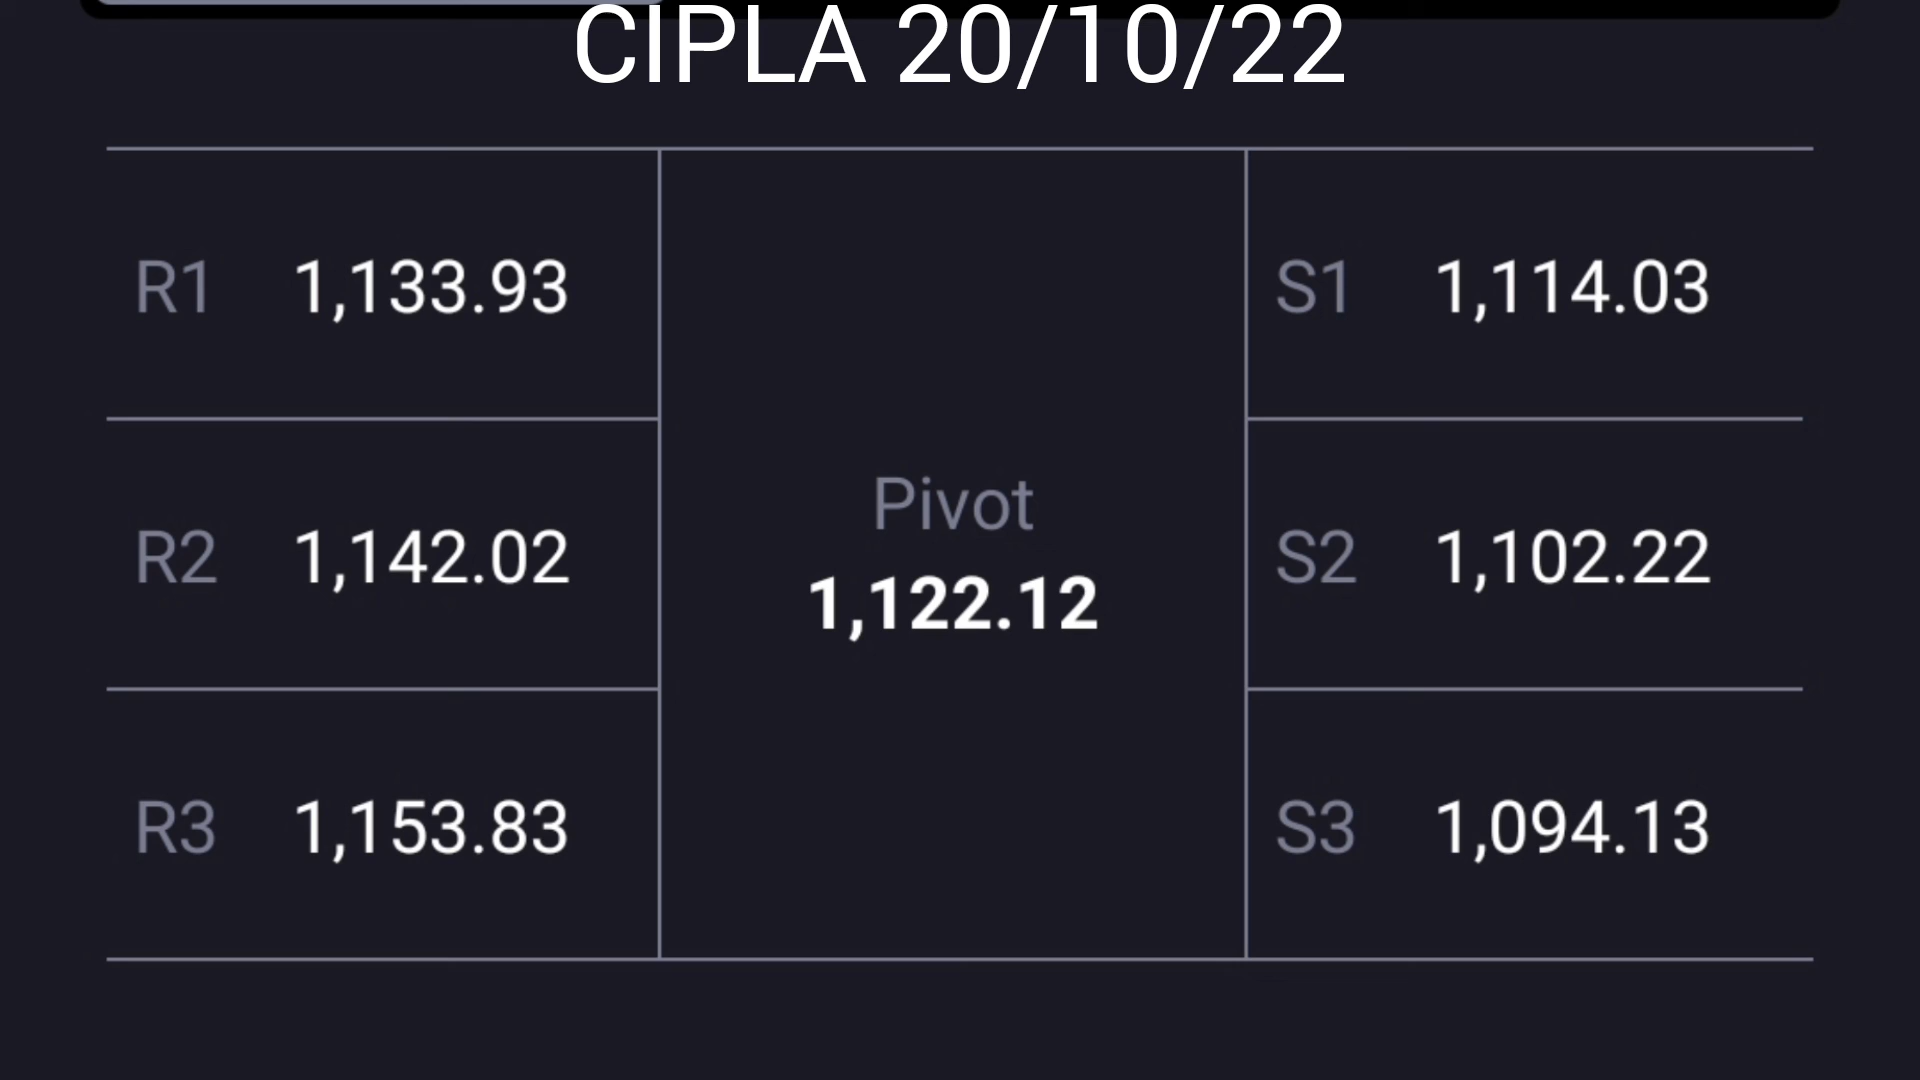 CIPLA 20/10/22
R1 1,133.93
S1 1,114.03
R2 1,142.02
Pivot
1,122.12
S2 1,102.22
R3 1,153.83
S3 1,094.13